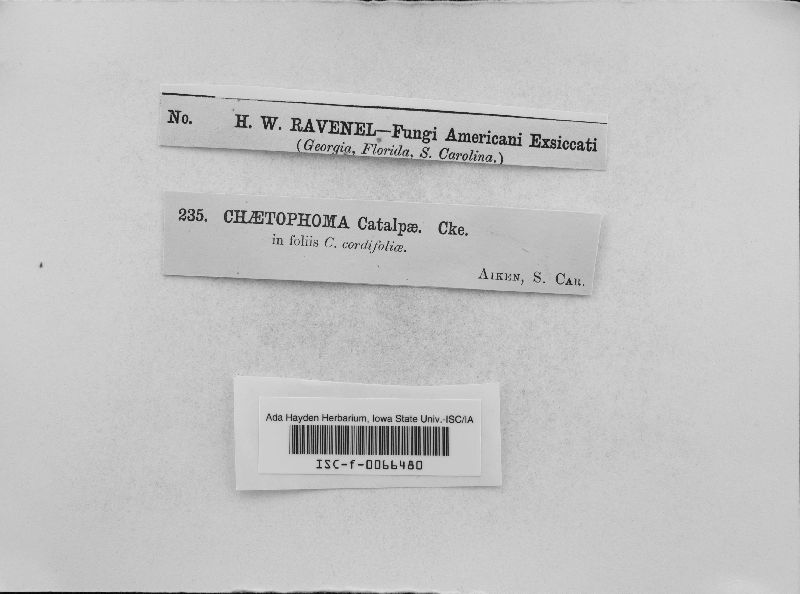 No. H. W. RAVENEL—Fungi Americani Exsiccati
(Georgia, Florida, S. Carolina.)
235. CHÆTOPHOMA Catalpæ. Cke.
in foliis C. cordifoliæ.
AIKEN, S. CAR.
Ada Hayden Herbarium, Iowa State Univ.-ISC/IA
ISC-f-0066480